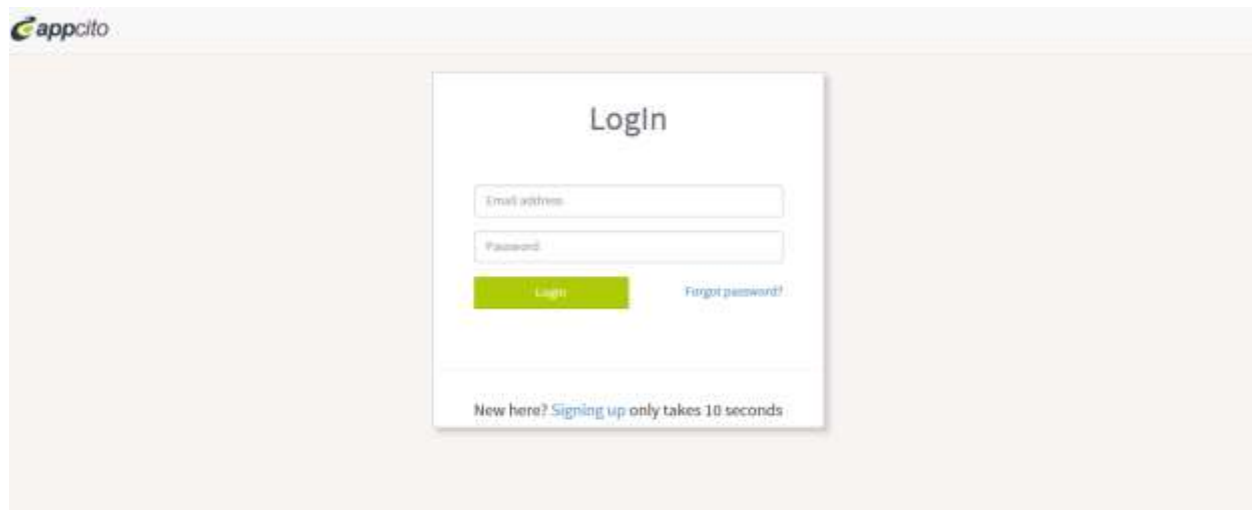 appcito
LogIn
Email address
Password
Login
Forgot password?
New here? Signing up only takes 10 seconds